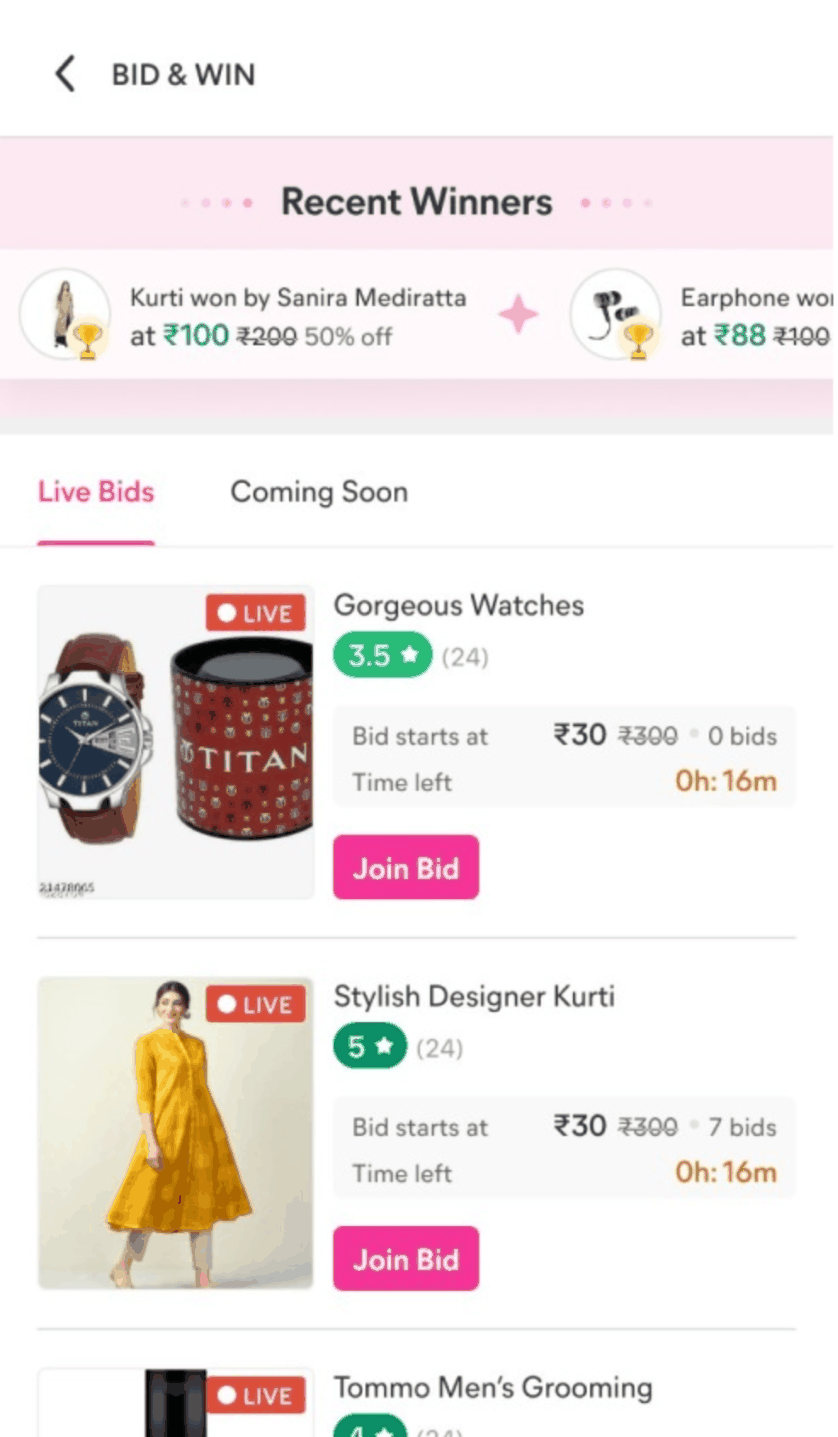 BID & WIN
Recent Winners
Kurti won by Sanira Mediratta
at ₹100 ₹200 50% off
Earphone wo
at ₹88 ₹100
Live Bids
Coming Soon
LIVE
TITAN
TITAN
Gorgeous Watches
3.5 ★ (24)
Bid starts at ₹30 ₹300 • 0 bids
Time left 0h: 16m
Join Bid
LIVE
Stylish Designer Kurti
5 ★ (24)
Bid starts at ₹30 ₹300 • 7 bids
Time left 0h: 16m
Join Bid
LIVE
Tommo Men's Grooming
4 ★ (24)